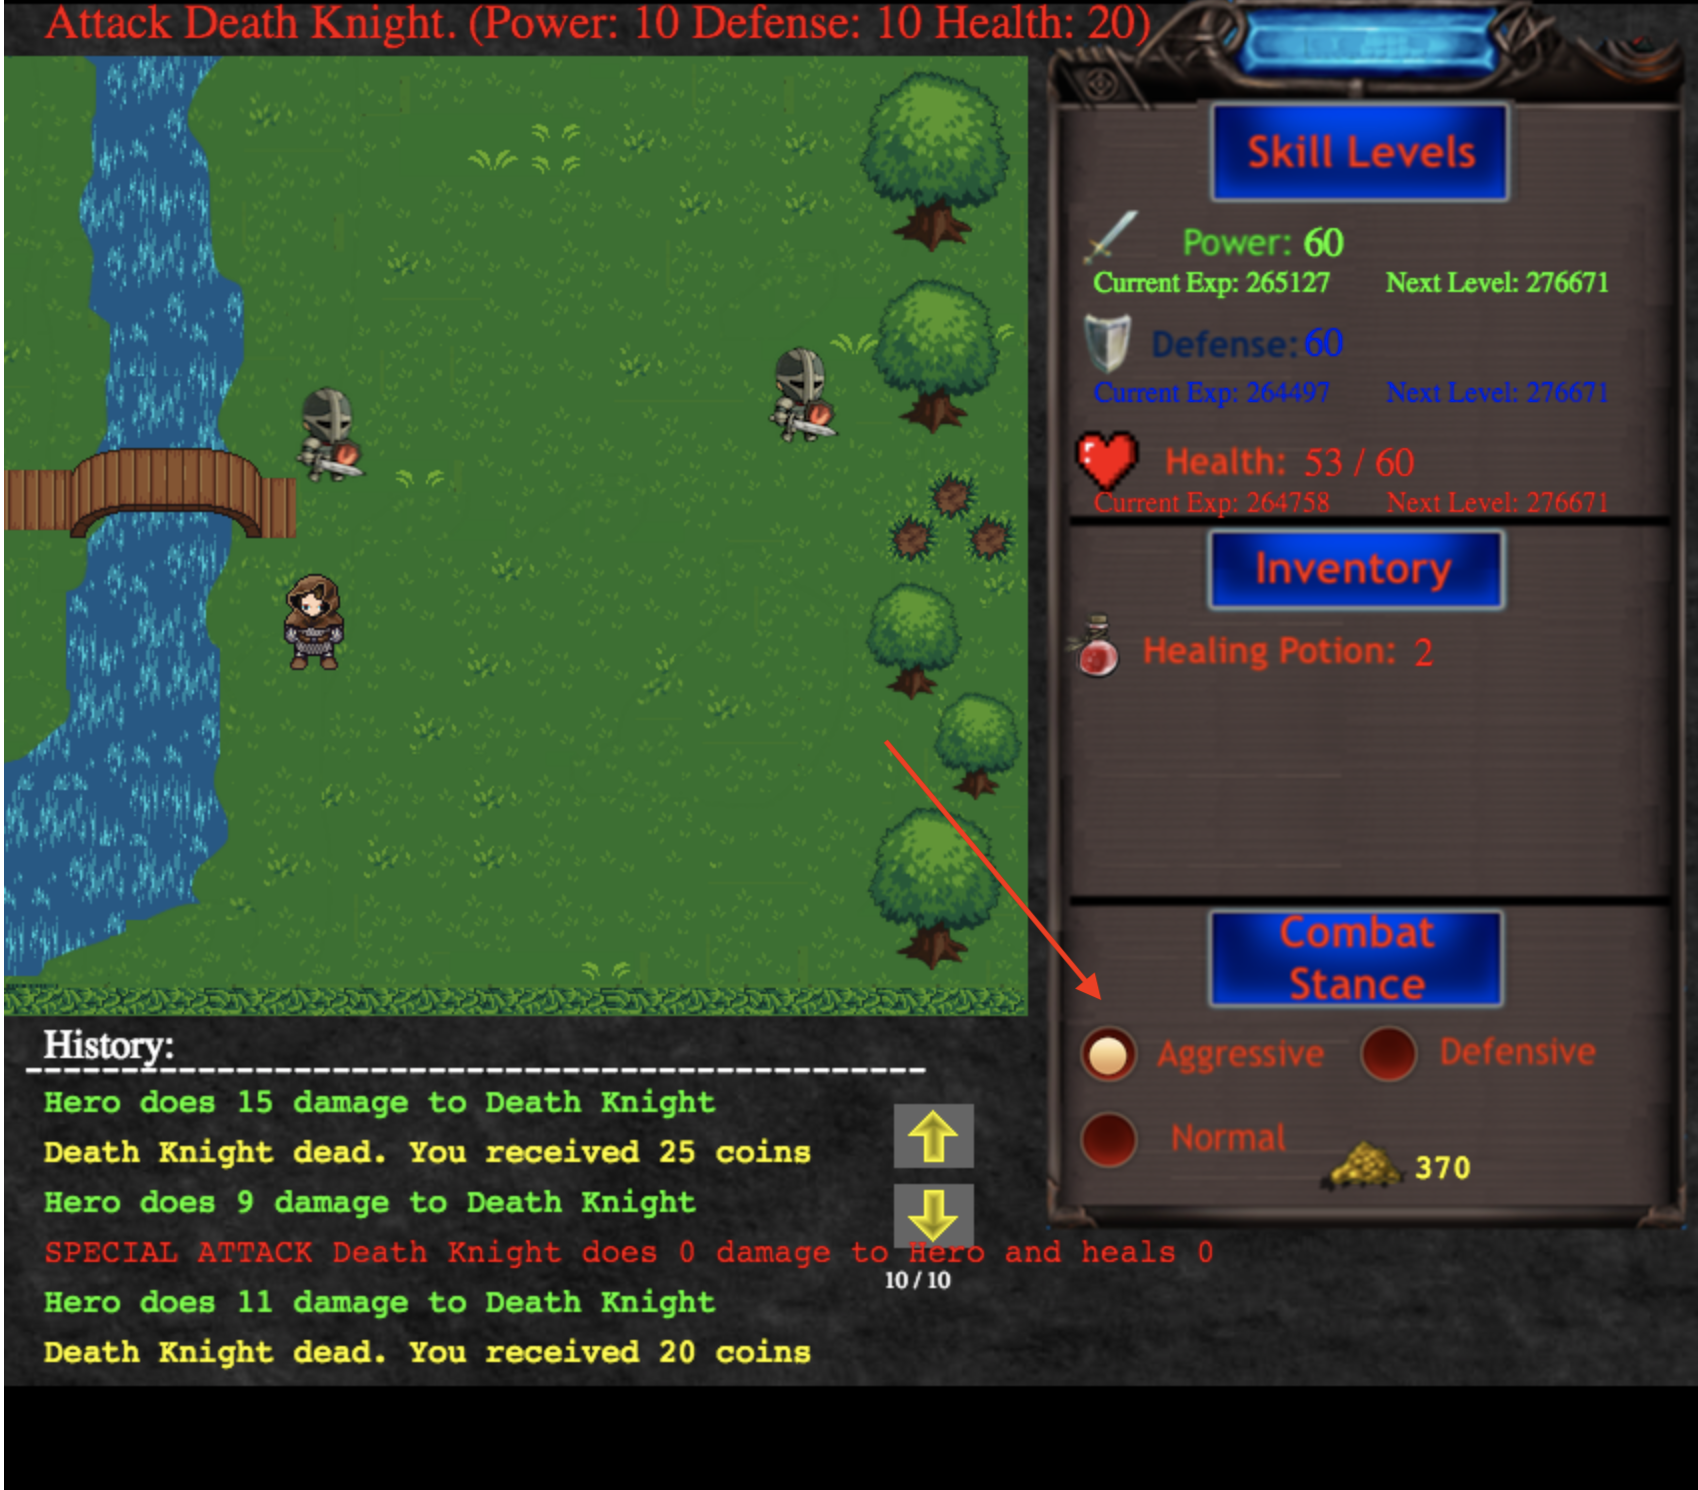 Attack Death Knight. (Power: 10 Defense: 10 Health: 20)
Skill Levels
Power: 60
Current Exp: 265127 Next Level: 276671
Defense: 60
Current Exp: 264497 Next Level: 276671
Health: 53 / 60
Current Exp: 264758 Next Level: 276671
Inventory
Healing Potion: 2
Combat
Stance
Aggressive Defensive
Normal
370
History:
Hero does 15 damage to Death Knight
Death Knight dead. You received 25 coins
Hero does 9 damage to Death Knight
SPECIAL ATTACK Death Knight does 0 damage to Hero and heals 0
10 / 10
Hero does 11 damage to Death Knight
Death Knight dead. You received 20 coins